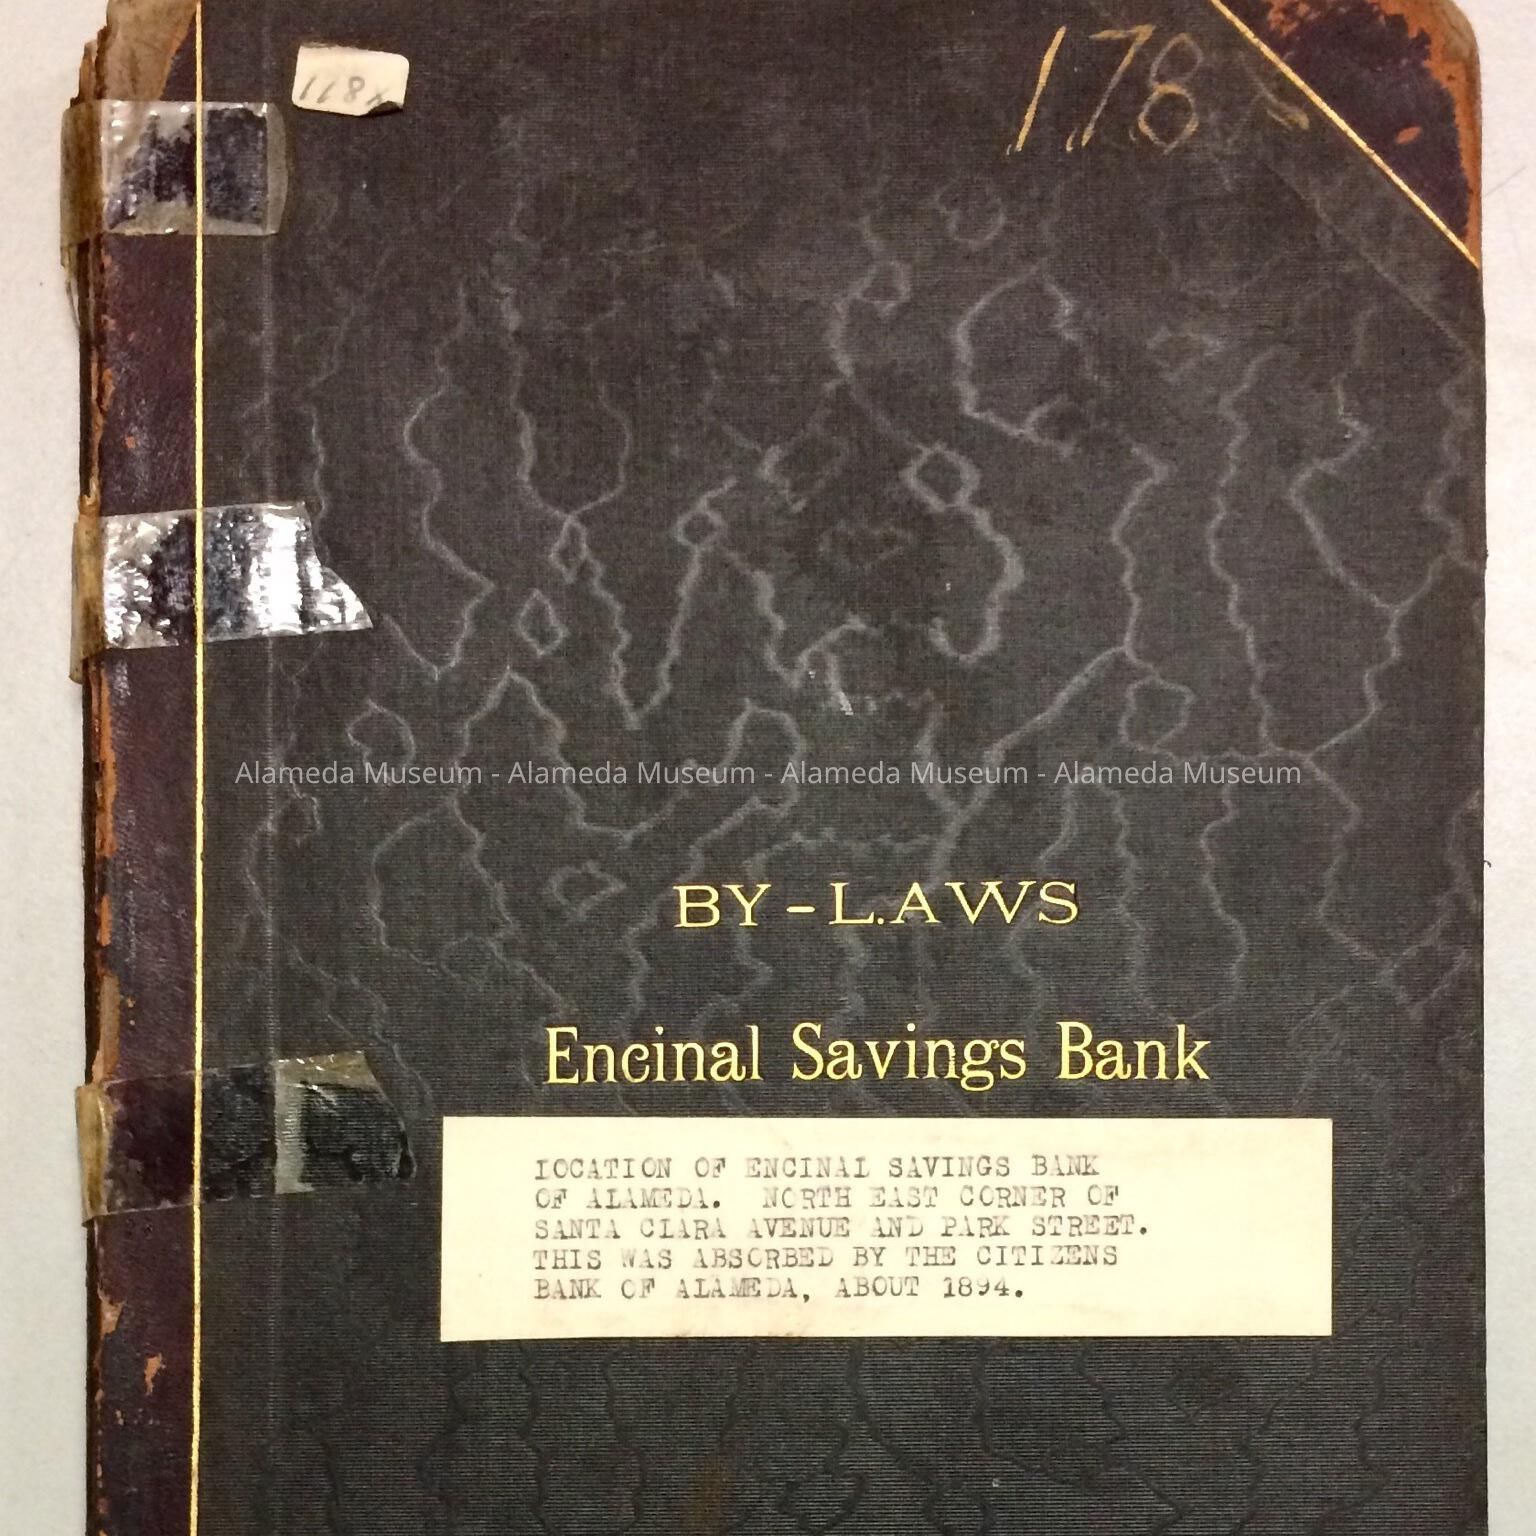 178
Alameda Museum - Alameda Museum - Alameda Museum - Alameda Museum
BY-L.AWS
Encinal Savings Bank
LOCATION OF ENCINAL SAVINGS BANK
OF ALAMEDA. NORTH EAST CORNER OF
SANTA CLARA AVENUE AND PARK STREET.
THIS WAS ABSORBED BY THE CITIZENS
BANK OF ALAMEDA, ABOUT 1894.